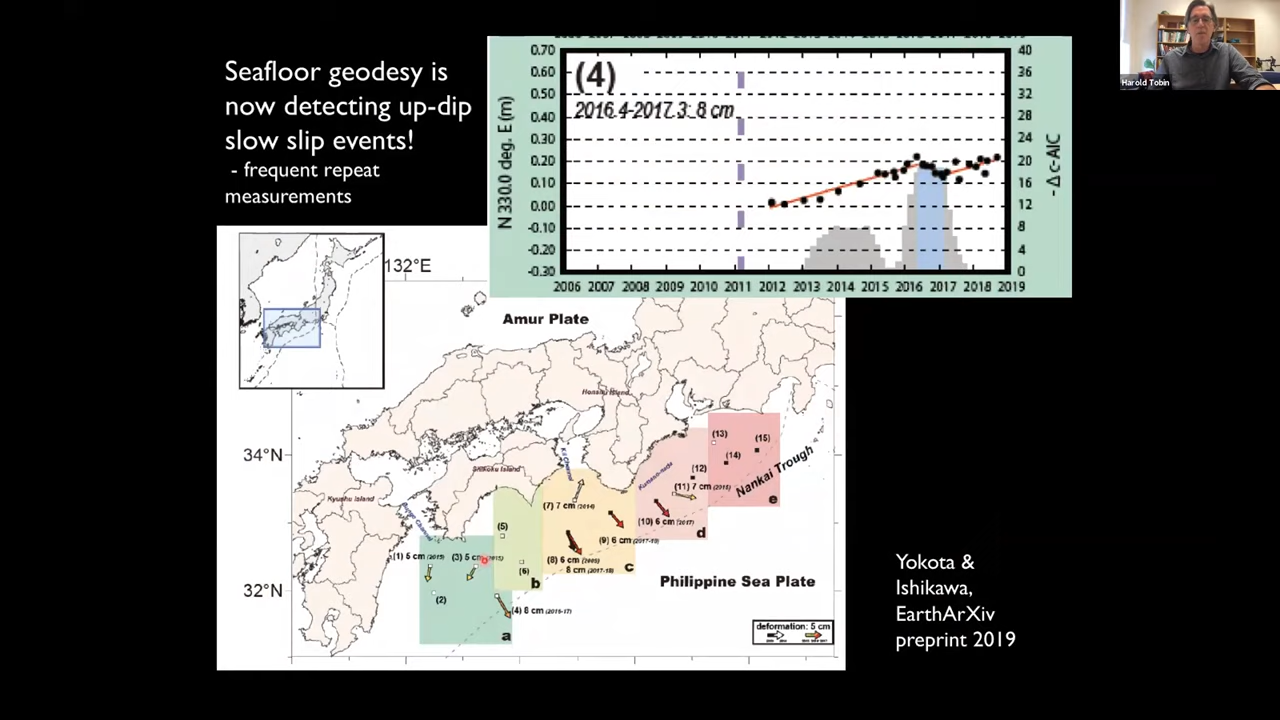 Seafloor geodesy is
now detecting up-dip
slow slip events!
- frequent repeat
measurements
0.70
0.60
0.50
0.40
0.30
0.20
0.10
0.00
-0.10
-0.20
-0.30
N 330.0 deg. E (m)
(4)
2016.4-2017.3: 8 cm
40
36
32
28
24
20
16
12
8
4
0
- Δ c-AIC
2006 2007 2008 2009 2010 2011 2012 2013 2014 2015 2016 2017 2018 2019
Harold Tobin
132°E
Amur Plate
Honshu Island
34°N
Shikoku Island
Kyushu Island
Nankai Trough
(13)
(15)
(14)
(12)
(11) 7 cm (2018)
e
(7) 7 cm (2014)
(10) 6 cm (2017)
d
(5)
(9) 6 cm (2017-18)
(1) 5 cm (2015)
(3) 5 cm (2015)
(8) 6 cm (2009)
8 cm (2017-18)
c
(6)
b
Philippine Sea Plate
32°N
(2)
(4) 8 cm (2016-17)
a
deformation: 5 cm
Yokota &
Ishikawa,
EarthArXiv
preprint 2019